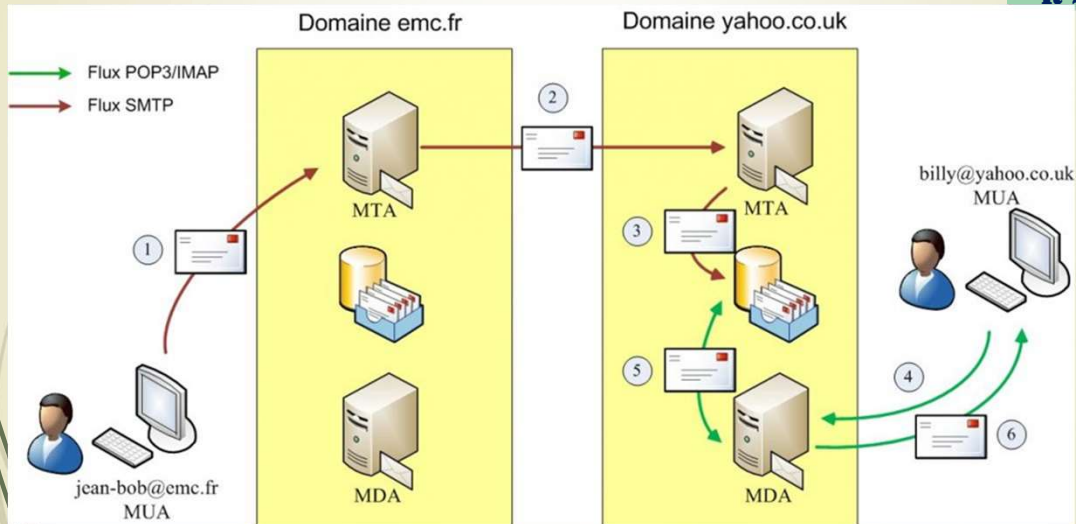 Domaine emc.fr
Domaine yahoo.co.uk
Flux POP3/IMAP
Flux SMTP
2
MTA
MTA
billy@yahoo.co.uk
MUA
1
3
5
4
6
jean-bob@emc.fr
MUA
MDA
MDA